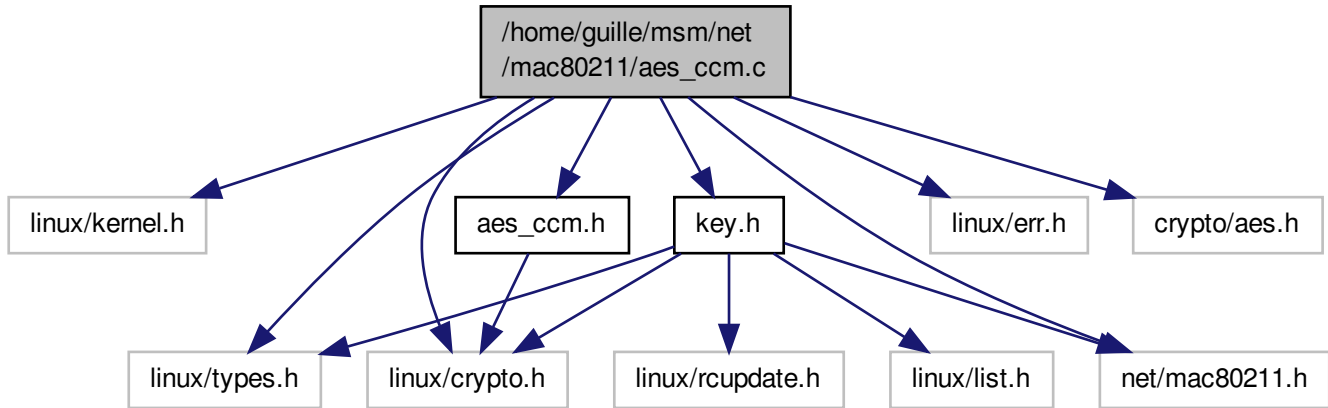 /home/guille/msm/net
/mac80211/aes_ccm.c
linux/kernel.h
aes_ccm.h
key.h
linux/err.h
crypto/aes.h
linux/types.h
linux/crypto.h
linux/rcupdate.h
linux/list.h
net/mac80211.h